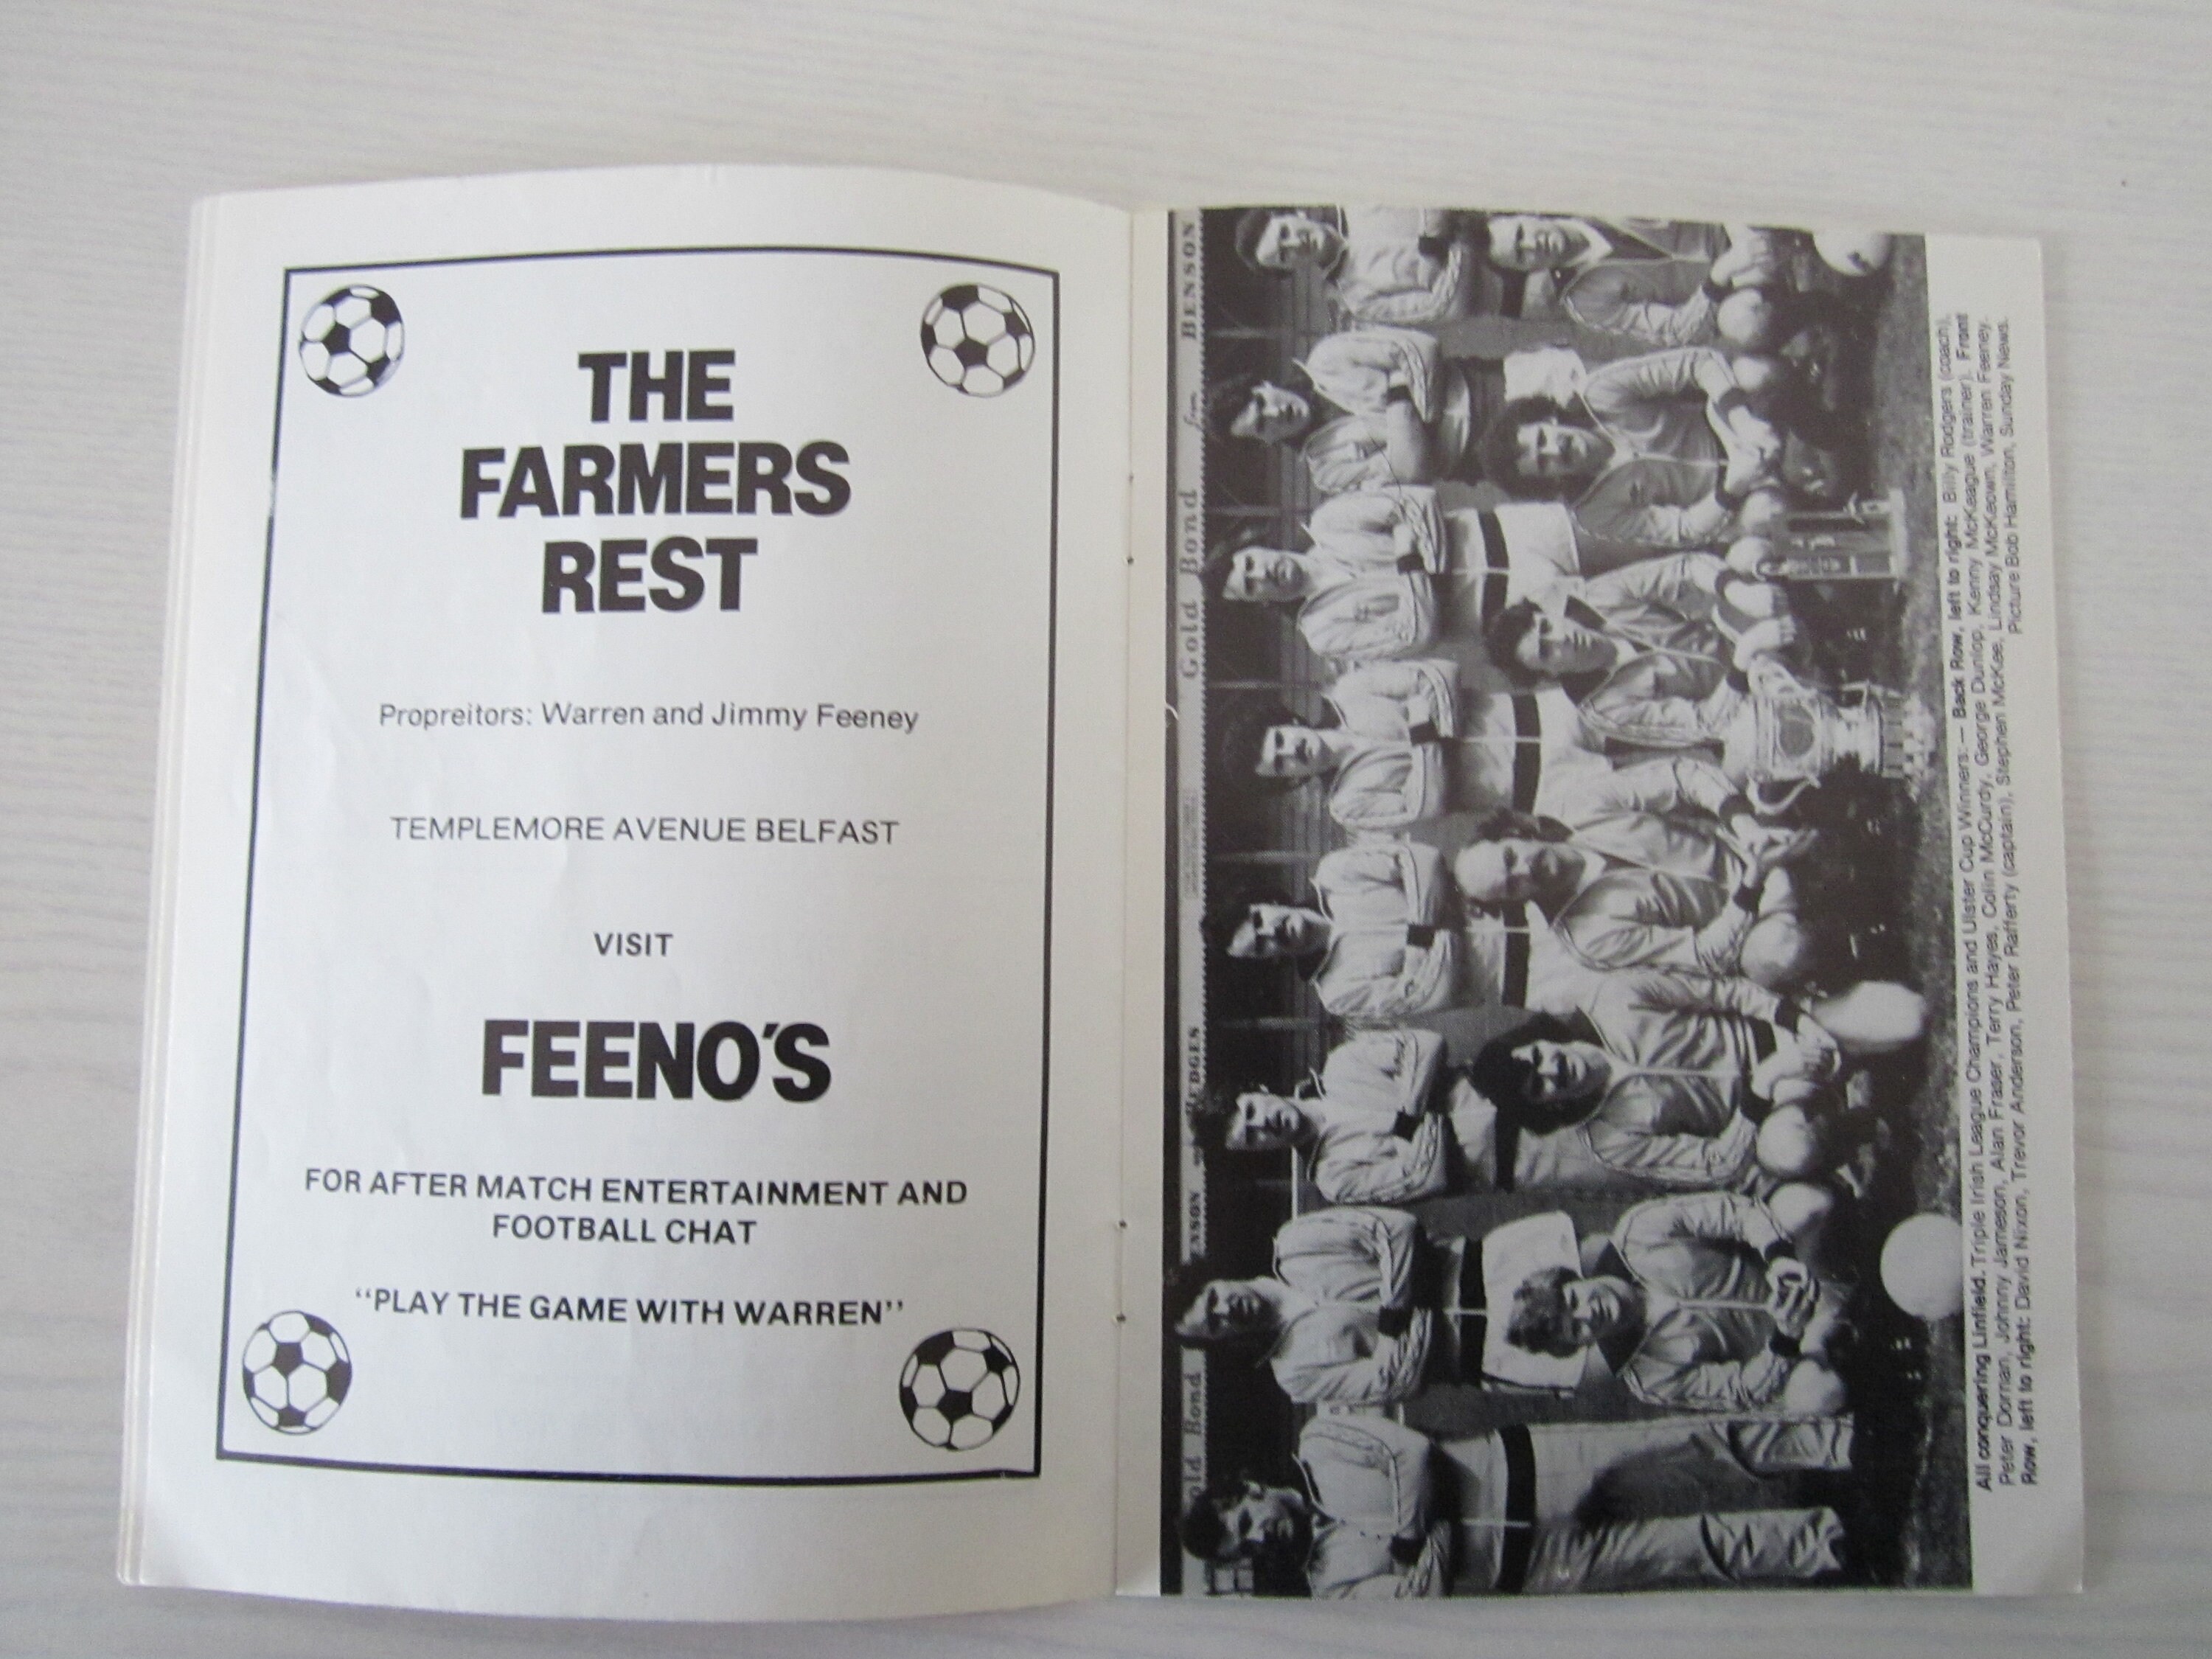 THE
FARMERS
REST
Propreitors: Warren and Jimmy Feeney
TEMPLEMORE AVENUE BELFAST
VISIT
FEENO'S
FOR AFTER MATCH ENTERTAINMENT AND
FOOTBALL CHAT
"PLAY THE GAME WITH WARREN"
old Bond ENSON HEDGES Gold Bond from BENSON
All conquering Linfield. Triple Irish League Champions and Ulster Cup Winners:— Back Row, left to right: Billy Rodgers (coach),
Peter Dornan, Johnny Jameson, Alan Fraser, Terry Hayes, Colin McCurdy, George Dunlop, Kenny McKeague (trainer). Front
Row, left to right: David Nixon, Trevor Anderson, Peter Rafferty (captain), Stephen McKee, Lindsay McKeown, Warren Feeney.
Picture Bob Hamilton, Sunday News.